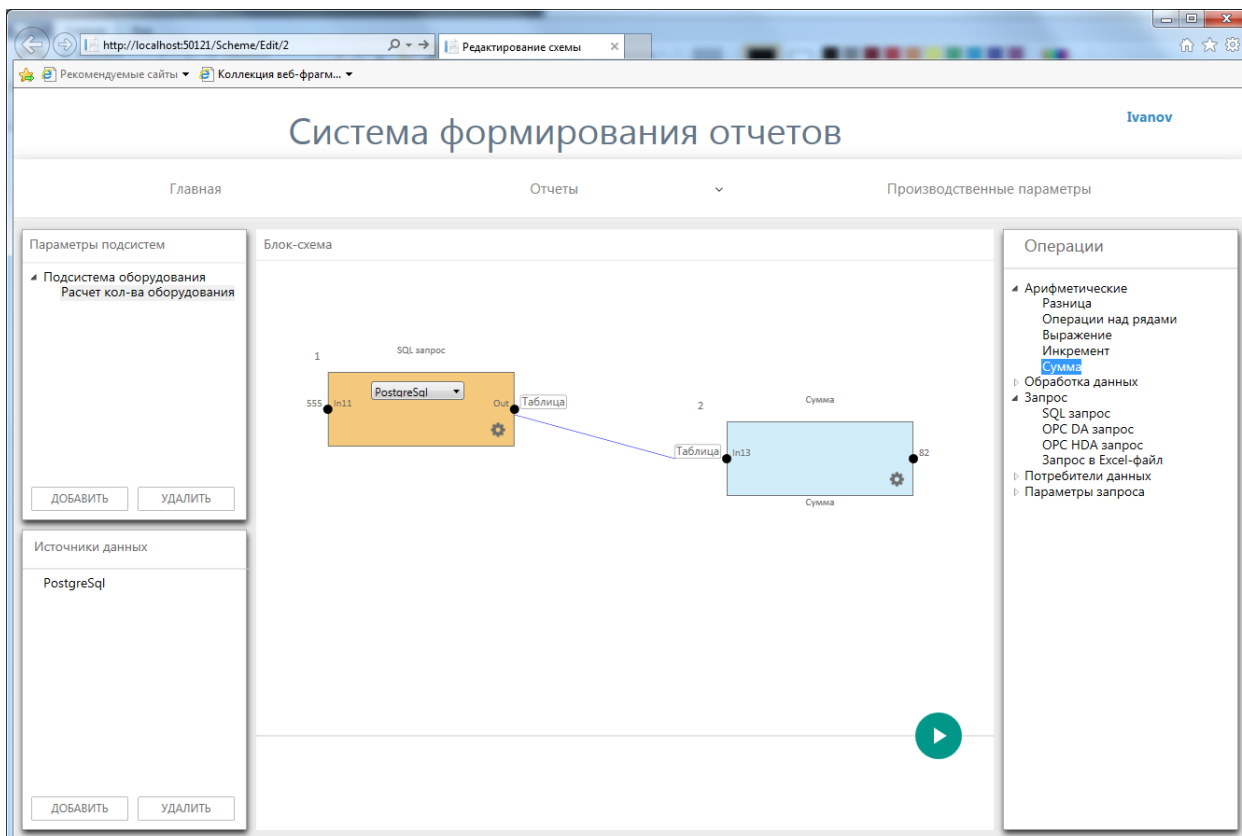 http://localhost:50121/Scheme/Edit/2
Редактирование схемы
Рекомендуемые сайты
Коллекция веб-фрагм...
Система формирования отчетов
Ivanov
Главная
Отчеты
Производственные параметры
Параметры подсистем
Подсистема оборудования
Расчет кол-ва оборудования
ДОБАВИТЬ
УДАЛИТЬ
Источники данных
PostgreSql
ДОБАВИТЬ
УДАЛИТЬ
Блок-схема
1
SQL запрос
PostgreSql
555
In11
Out
Таблица
2
Сумма
Таблица
In13
82
Сумма
Операции
Арифметические
Разница
Операции над рядами
Выражение
Инкремент
Сумма
Обработка данных
Запрос
SQL запрос
OPC DA запрос
OPC HDA запрос
Запрос в Excel-файл
Потребители данных
Параметры запроса